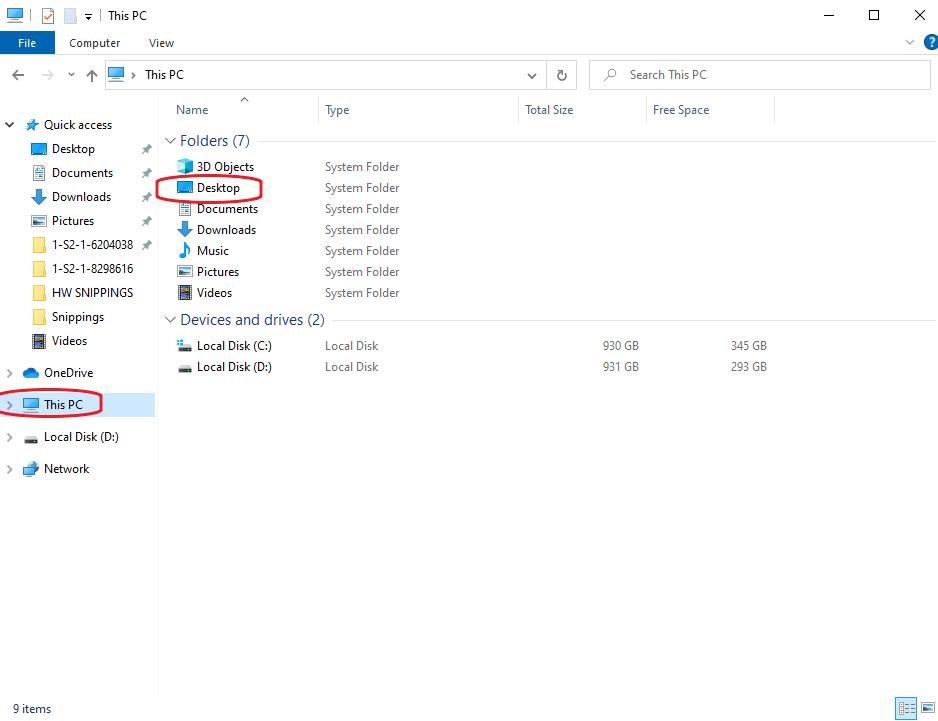 This PC
File Computer View
?
This PC
Search This PC
Name Type Total Size Free Space
Quick access
Desktop
Documents
Downloads
Pictures
1-S2-1-6204038
1-S2-1-8298616
HW SNIPPINGS
Snippings
Videos
OneDrive
This PC
Local Disk (D:)
Network
Folders (7)
3D Objects System Folder
Desktop System Folder
Documents System Folder
Downloads System Folder
Music System Folder
Pictures System Folder
Videos System Folder
Devices and drives (2)
Local Disk (C:) Local Disk 930 GB 345 GB
Local Disk (D:) Local Disk 931 GB 293 GB
9 items